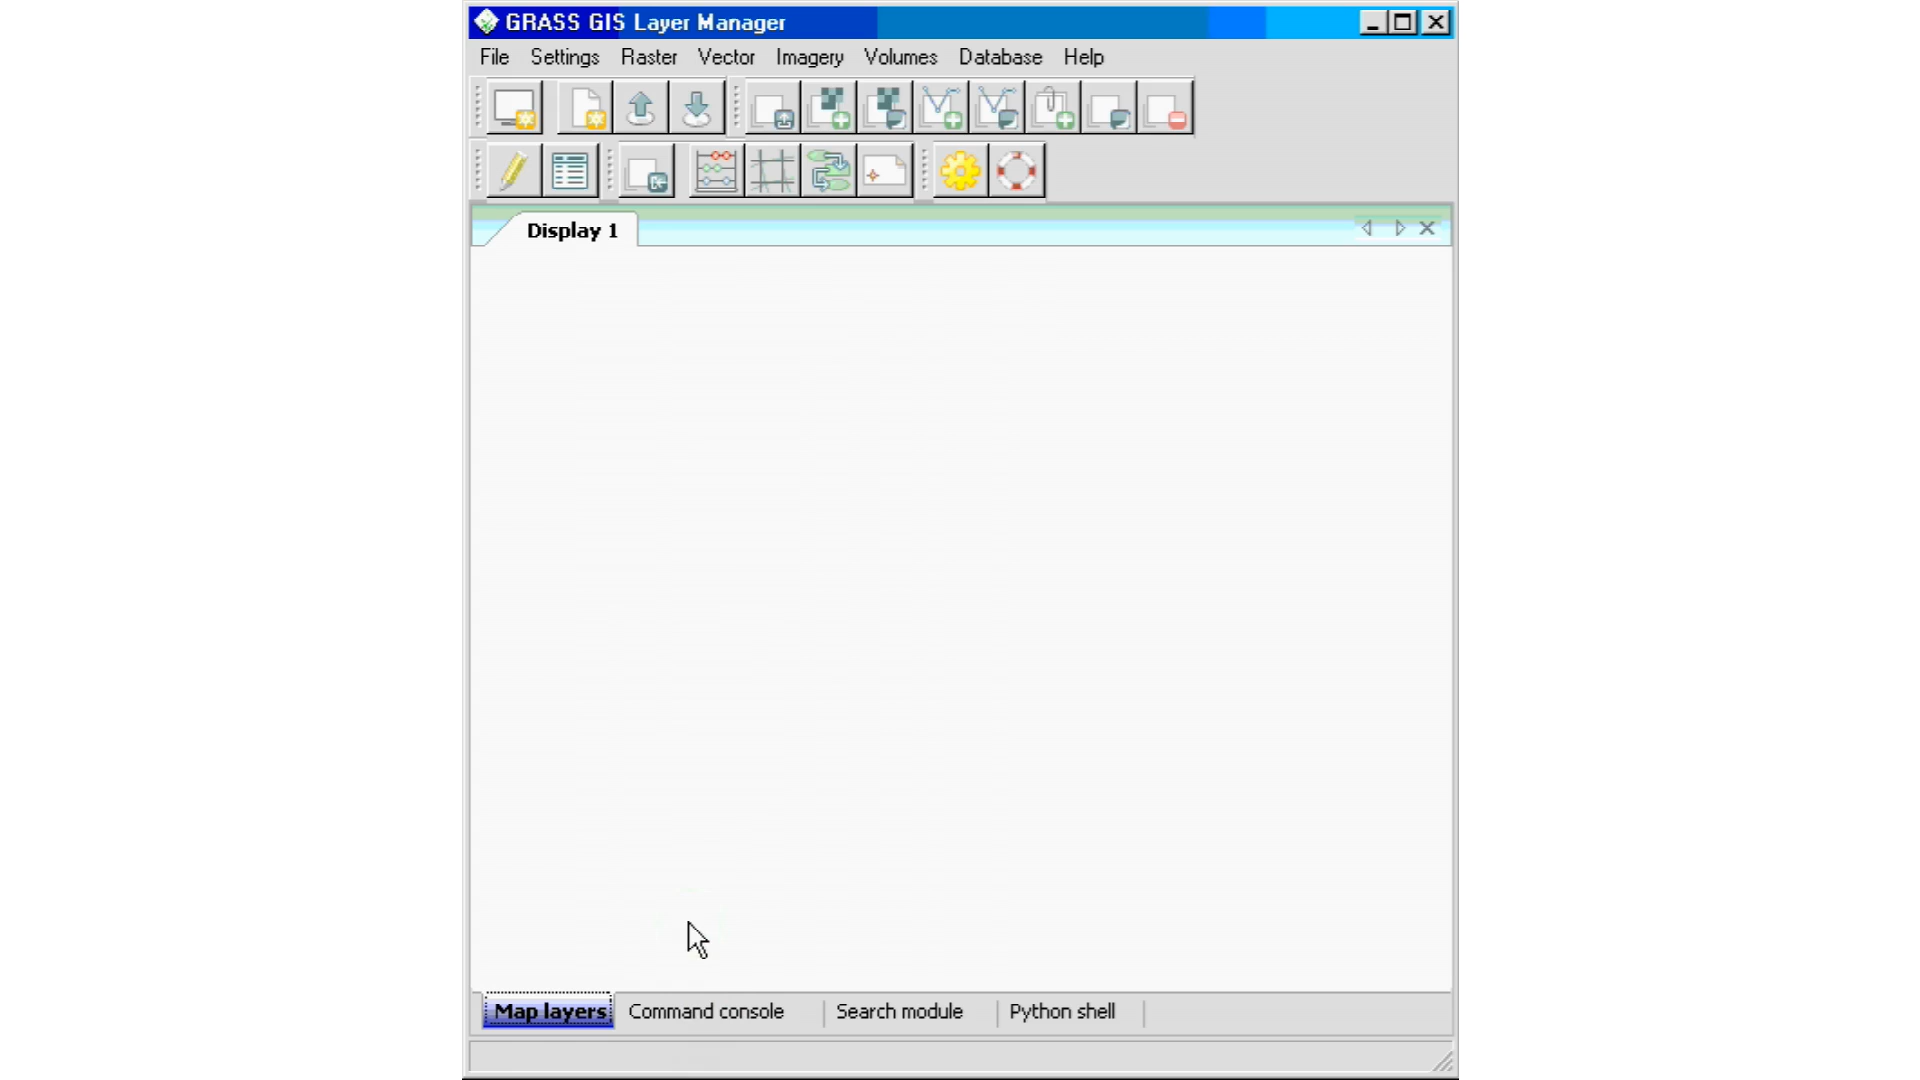 GRASS GIS Layer Manager
File Settings Raster Vector Imagery Volumes Database Help
Display 1
Map layers Command console Search module Python shell